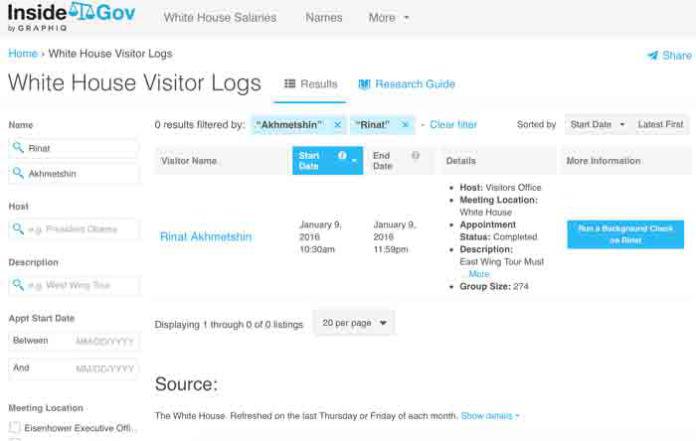 Inside Gov
by GRAPHIQ
White House Salaries Names More
Home › White House Visitor Logs
Share
White House Visitor Logs
Results
Research Guide
Name
Rinat
Akhmetshin
Host
e.g. President Obama
Description
e.g. West Wing Tour
Appt Start Date
Between MM/DD/YYYY
And MM/DD/YYYY
Meeting Location
Eisenhower Executive Offi...
0 results filtered by: "Akhmetshin" × "Rinat" × - Clear filter
Sorted by Start Date Latest First
Visitor Name
Start
Date
End
Date
Details
More Information
Rinat Akhmetshin
January 9,
2016
10:30am
January 9,
2016
11:59pm
• Host: Visitors Office
• Meeting Location:
White House
• Appointment
Status: Completed
• Description:
East Wing Tour Must
...More
• Group Size: 274
Run a Background Check
on Rinat
Displaying 1 through 0 of 0 listings
20 per page
Source:
The White House. Refreshed on the last Thursday or Friday of each month. Show details